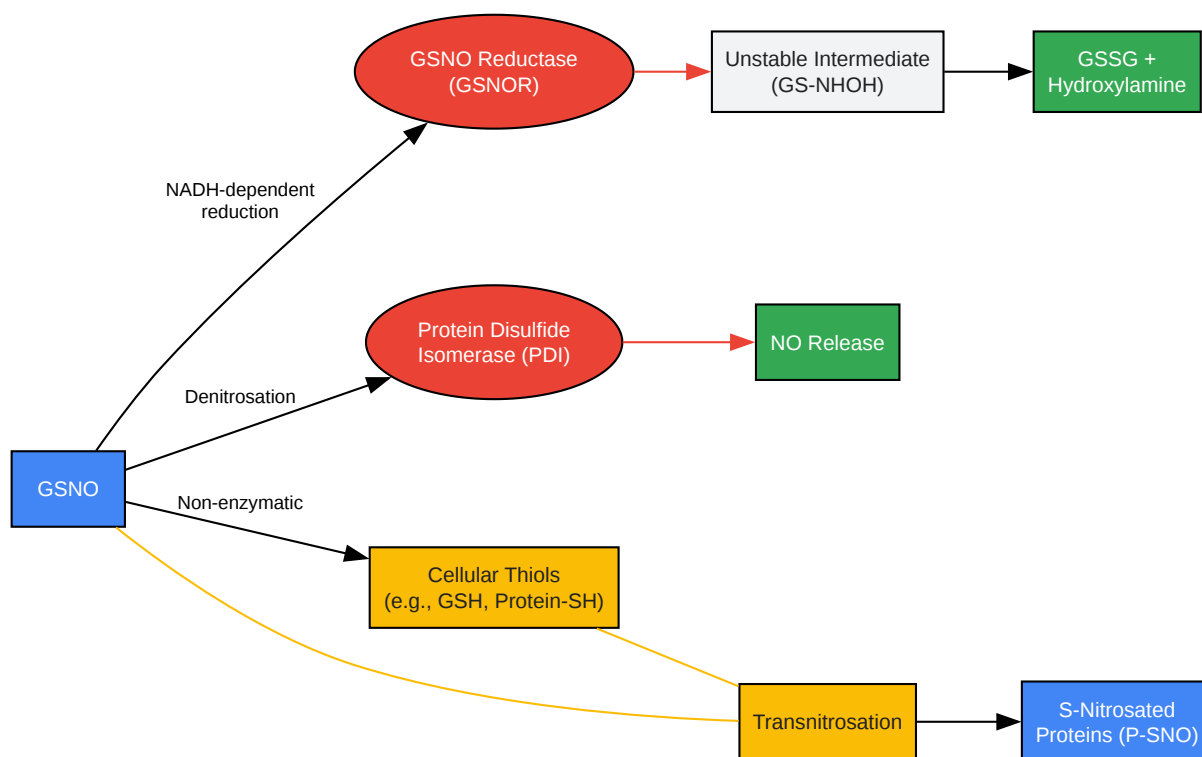 GSNO Reductase
(GSNOR)
Unstable Intermediate
(GS-NHOH)
GSSG +
Hydroxylamine
NADH-dependent
reduction
Protein Disulfide
Isomerase (PDI)
NO Release
Denitrosation
GSNO
Non-enzymatic
Cellular Thiols
(e.g., GSH, Protein-SH)
Transnitrosation
S-Nitrosated
Proteins (P-SNO)